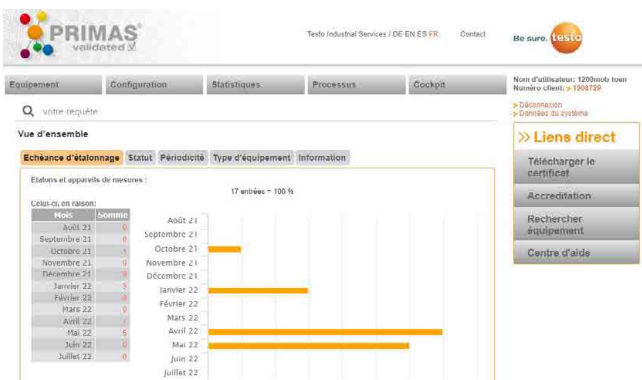 PRIMAS
validated
Testo Industrial Services / DE EN ES FR
Contact
Be sure. testo
Equipement
Configuration
Statistiques
Processus
Cockpit
Nom d'utilisateur: 1200mob toen
Numéro client: 1908729
Déconnexion
Données du système
votre requête
Vue d'ensemble
Liens direct
Télécharger le
certificat
Accreditation
Rechercher
équipement
Centre d'aide
Echéance d'étalonnage
Statut
Périodicité
Type d'équipement
Information
Etalons et appareils de mesures :
17 entrées = 100 %
Celui-ci, en raison:
Mois Somme
Août 21 0
Septembre 21 0
Octobre 21 1
Novembre 21 0
Décembre 21 0
Janvier 22 3
Février 22 0
Mars 22 0
Avril 22
Mai 22 6
Juin 22 0
Juillet 22 0
Août 21
Septembre 21
Octobre 21
Novembre 21
Décembre 21
Janvier 22
Février 22
Mars 22
Avril 22
Mai 22
Juin 22
Juillet 22